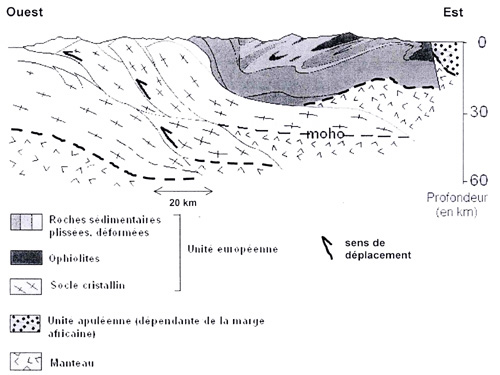 Ouest
Est
0
30
60
moho
Profondeur
(en km)
20 km
Roches sédimentaires
plissées, déformées
Ophiolites
Socle cristallin
Unité européenne
sens de
déplacement
Unité apuléenne (dépendante de la marge
africaine)
Manteau